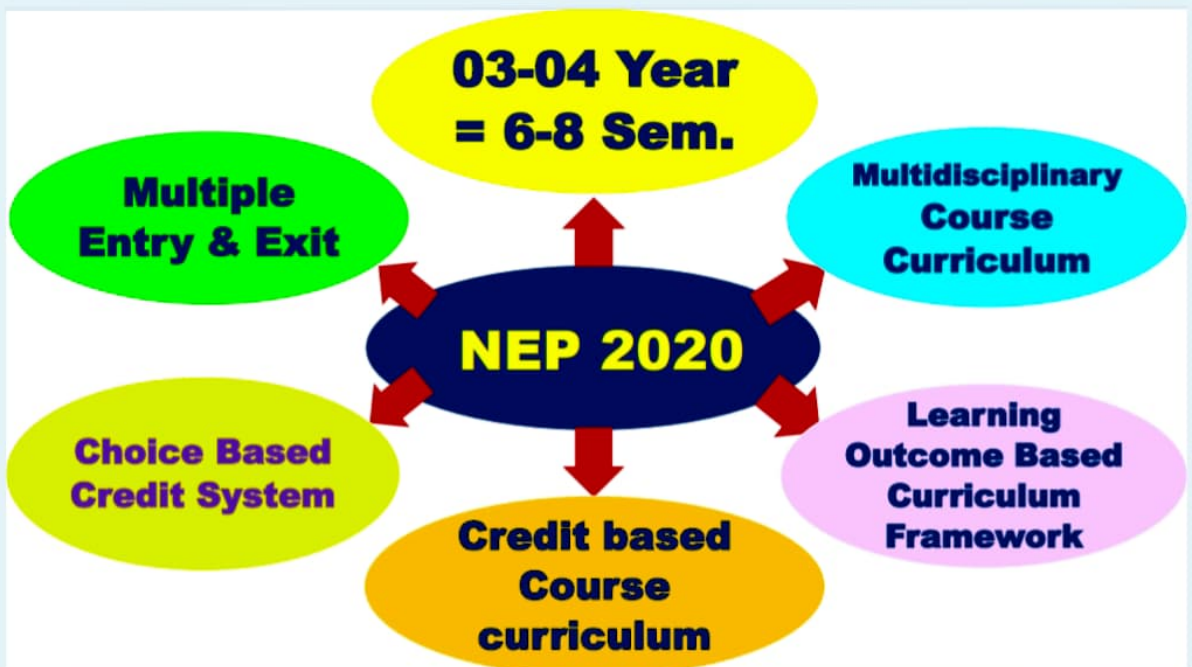 03-04 Year
= 6-8 Sem.
Multiple
Entry & Exit
Multidisciplinary
Course
Curriculum
NEP 2020
Choice Based
Credit System
Learning
Outcome Based
Curriculum
Framework
Credit based
Course
curriculum